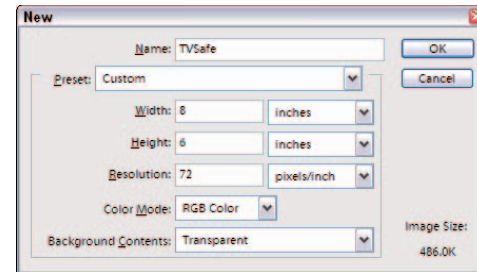 New
Name: TVSafe
OK
Preset: Custom
Cancel
Width: 8 inches
Height: 6 inches
Resolution: 72 pixels/inch
Color Mode: RGB Color
Background Contents: Transparent
Image Size:
486.0K